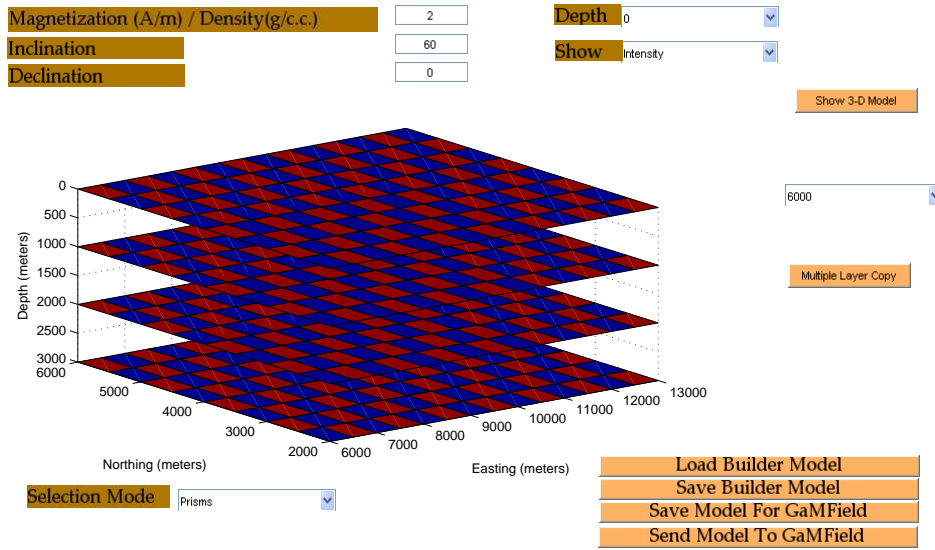 Magnetization (A/m) / Density(g/c.c.) 2 Depth 0
Inclination 60 Show Intensity
Declination 0
Show 3-D Model
0
500
1000
1500
2000
2500
3000
Depth (meters)
6000
Multiple Layer Copy
6000
5000
4000
3000
2000
Northing (meters)
6000
7000
8000
9000
10000
11000
12000
13000
Easting (meters)
Selection Mode Prisms
Load Builder Model
Save Builder Model
Save Model For GaMField
Send Model To GaMField